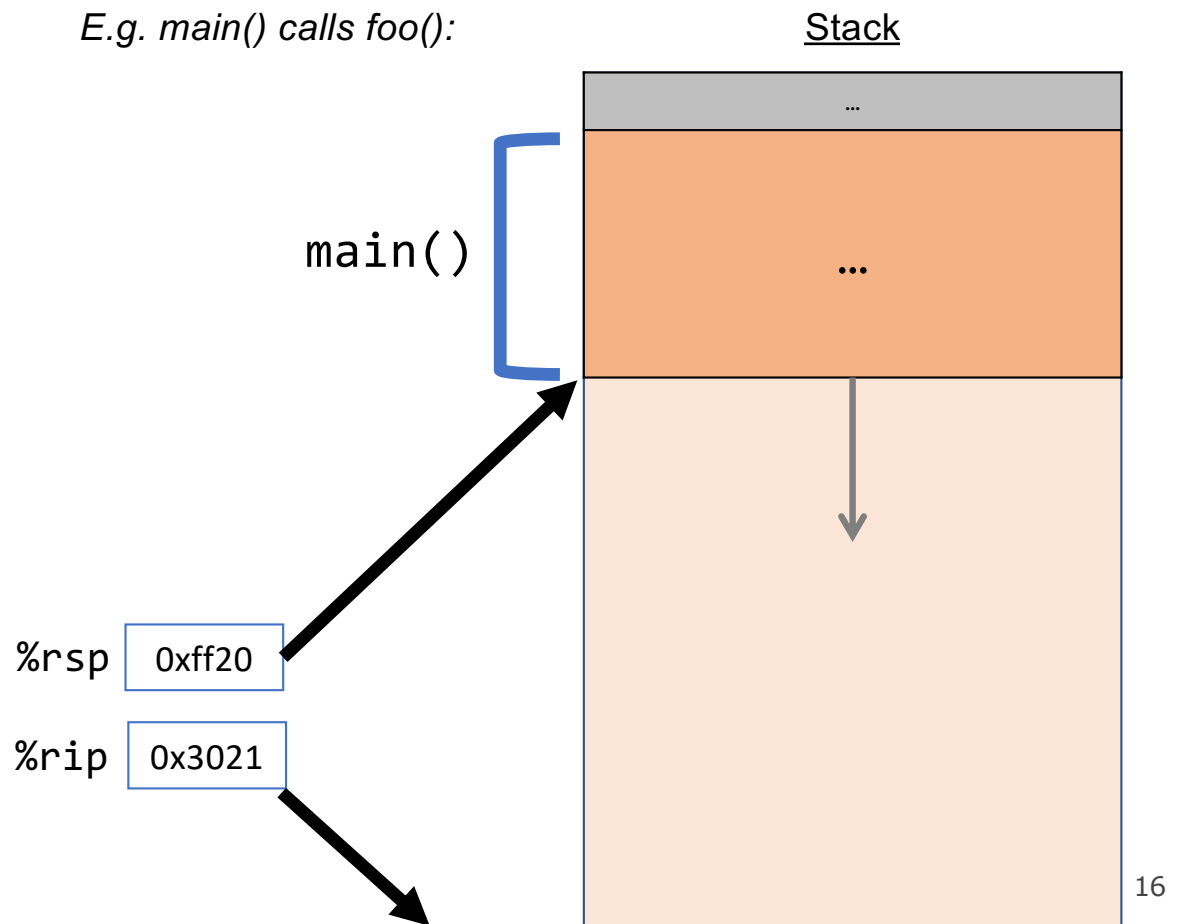 E.g. main() calls foo():
Stack
…
main()
…
%rsp 0xff20
%rip 0x3021
16